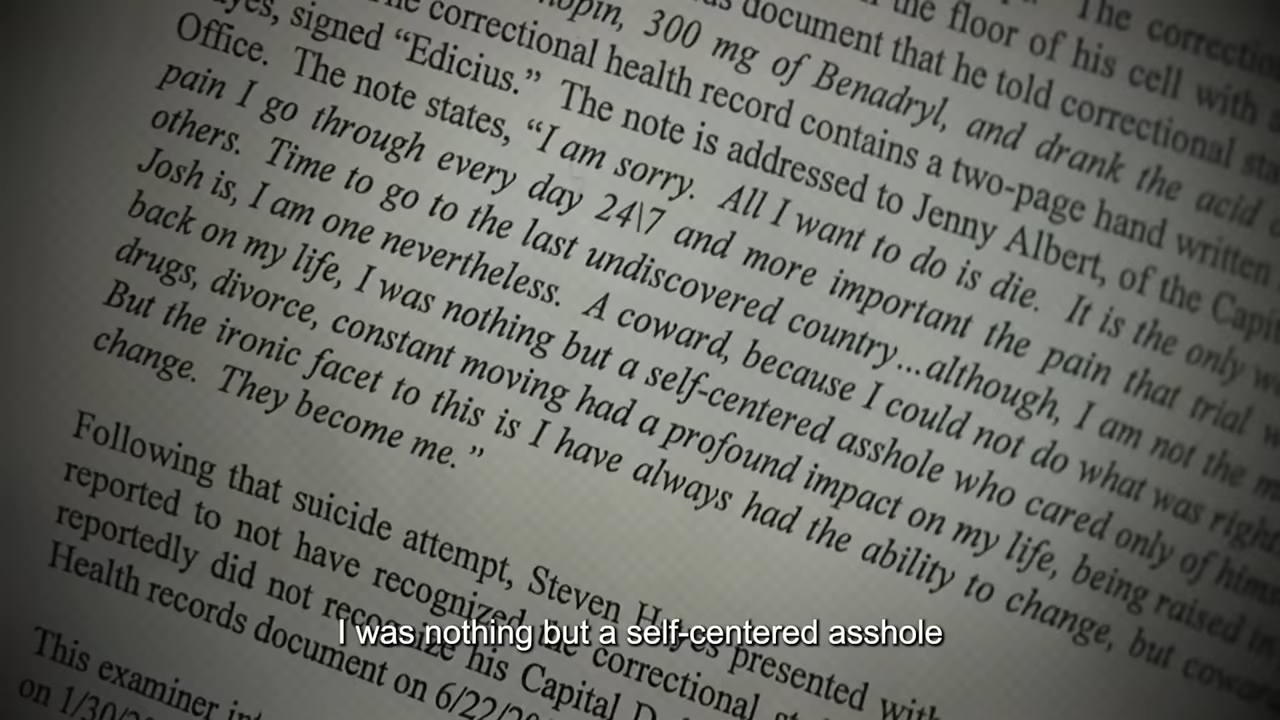 The correctio
the floor of his cell with a
document that he told correctional sta
opin, 300 mg of Benadryl, and drank the acid
he correctional health record contains a two-page hand written
yes, signed “Edicius.” The note is addressed to Jenny Albert, of the Capi
Office. The note states, “I am sorry. All I want to do is die. It is the only w
pain I go through every day 24\7 and more important the pain that trial w
others. Time to go to the last undiscovered country...although, I am not the m
Josh is, I am one nevertheless. A coward, because I could not do what was right
back on my life, I was nothing but a self-centered asshole who cared only of hims
drugs, divorce, constant moving had a profound impact on my life, being raised in
But the ironic facet to this is I have always had the ability to change, but cowar
change. They become me.”
Following that suicide attempt, Steven Hayes presented with
reported to not have recognized the correctional st
reportedly did not recognize his Capital D
Health records document on 6/22/20
This examiner int
on 1/30/2
I was nothing but a self-centered asshole